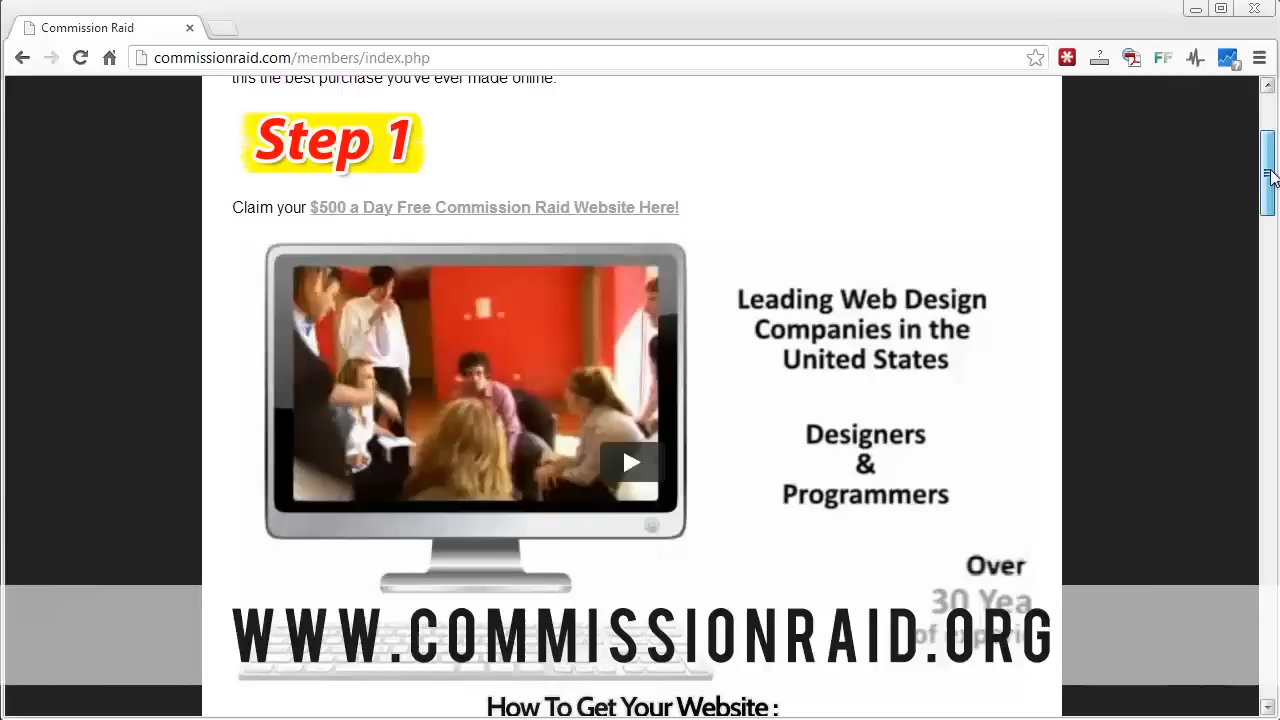 Commission Raid
commissionraid.com/members/index.php
this the best purchase you've ever made online.
Step 1
Claim your $500 a Day Free Commission Raid Website Here!
Leading Web Design
Companies in the
United States
Designers
&
Programmers
Over
30 Yea
WWW.COMMISSIONRAID.ORG
How To Get Your Website :